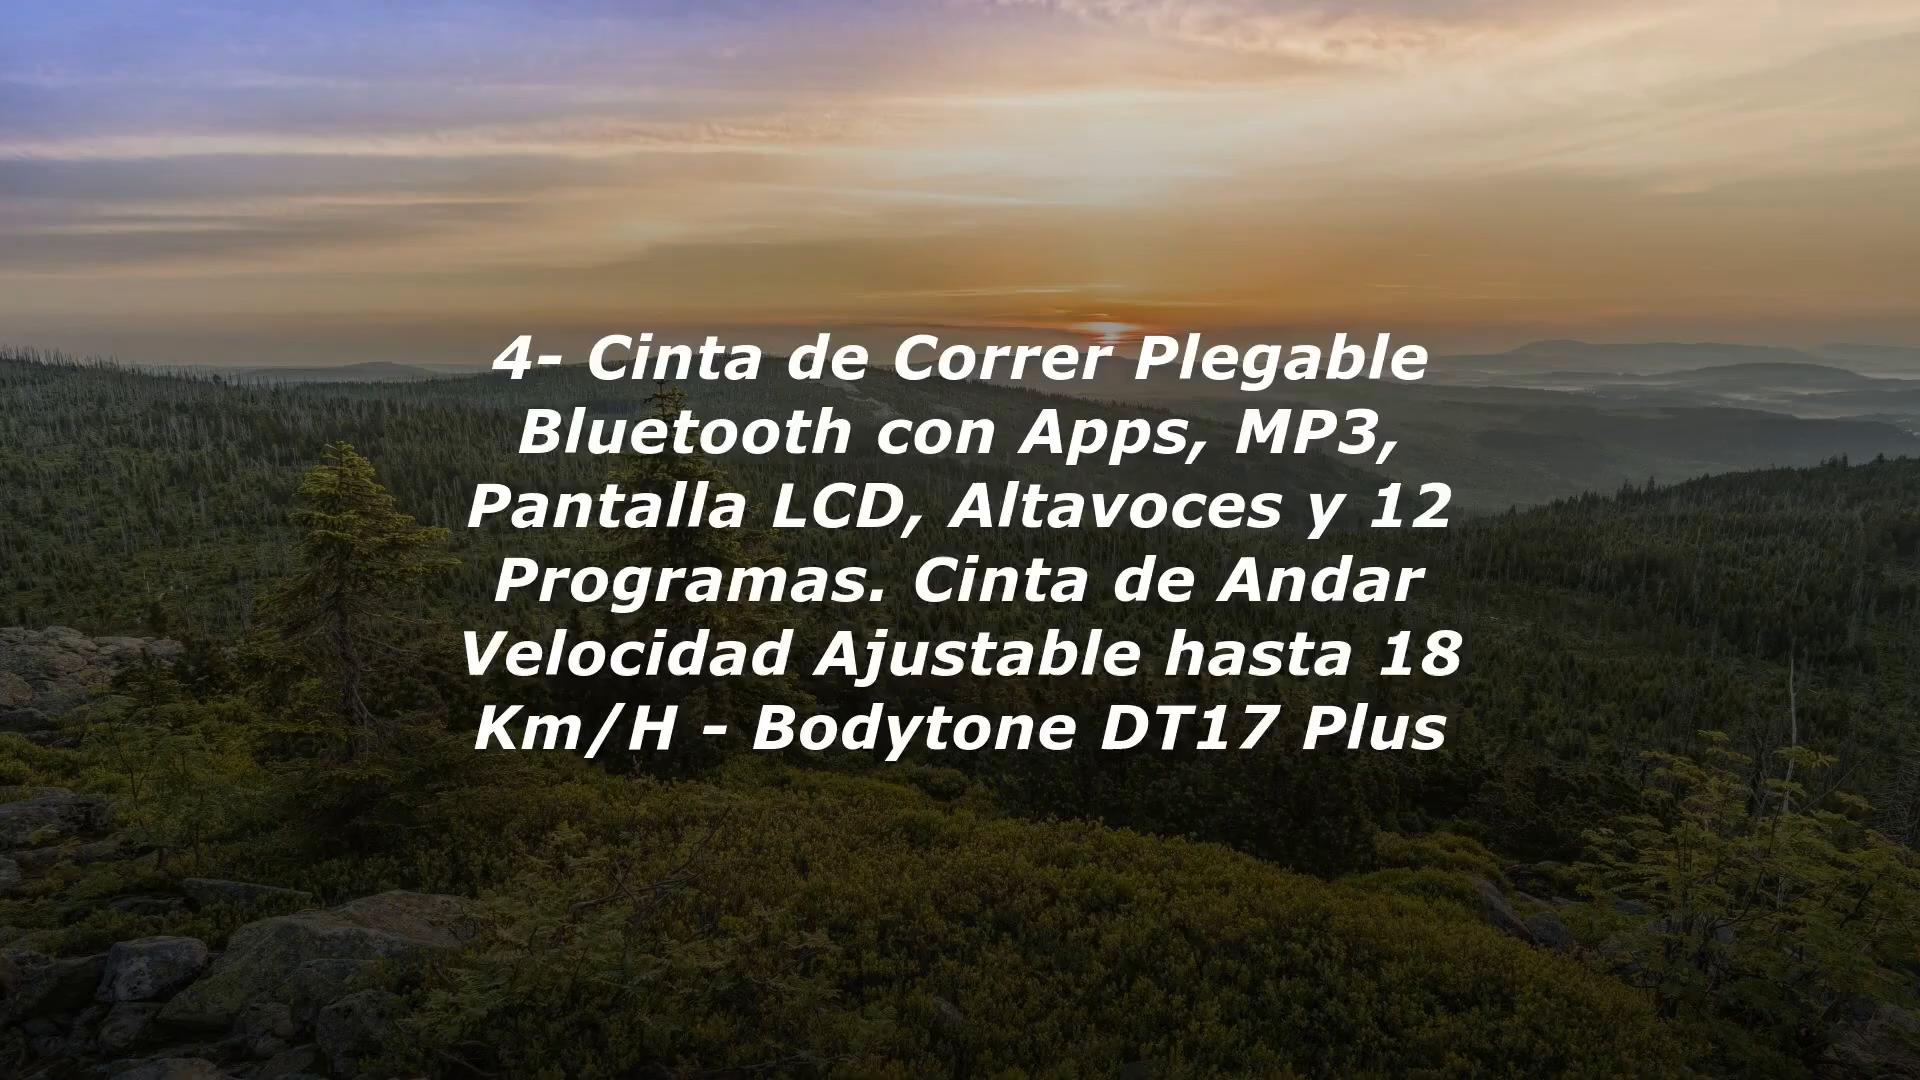 4- Cinta de Correr Plegable
Bluetooth con Apps, MP3,
Pantalla LCD, Altavoces y 12
Programas. Cinta de Andar
Velocidad Ajustable hasta 18
Km/H - Bodytone DT17 Plus